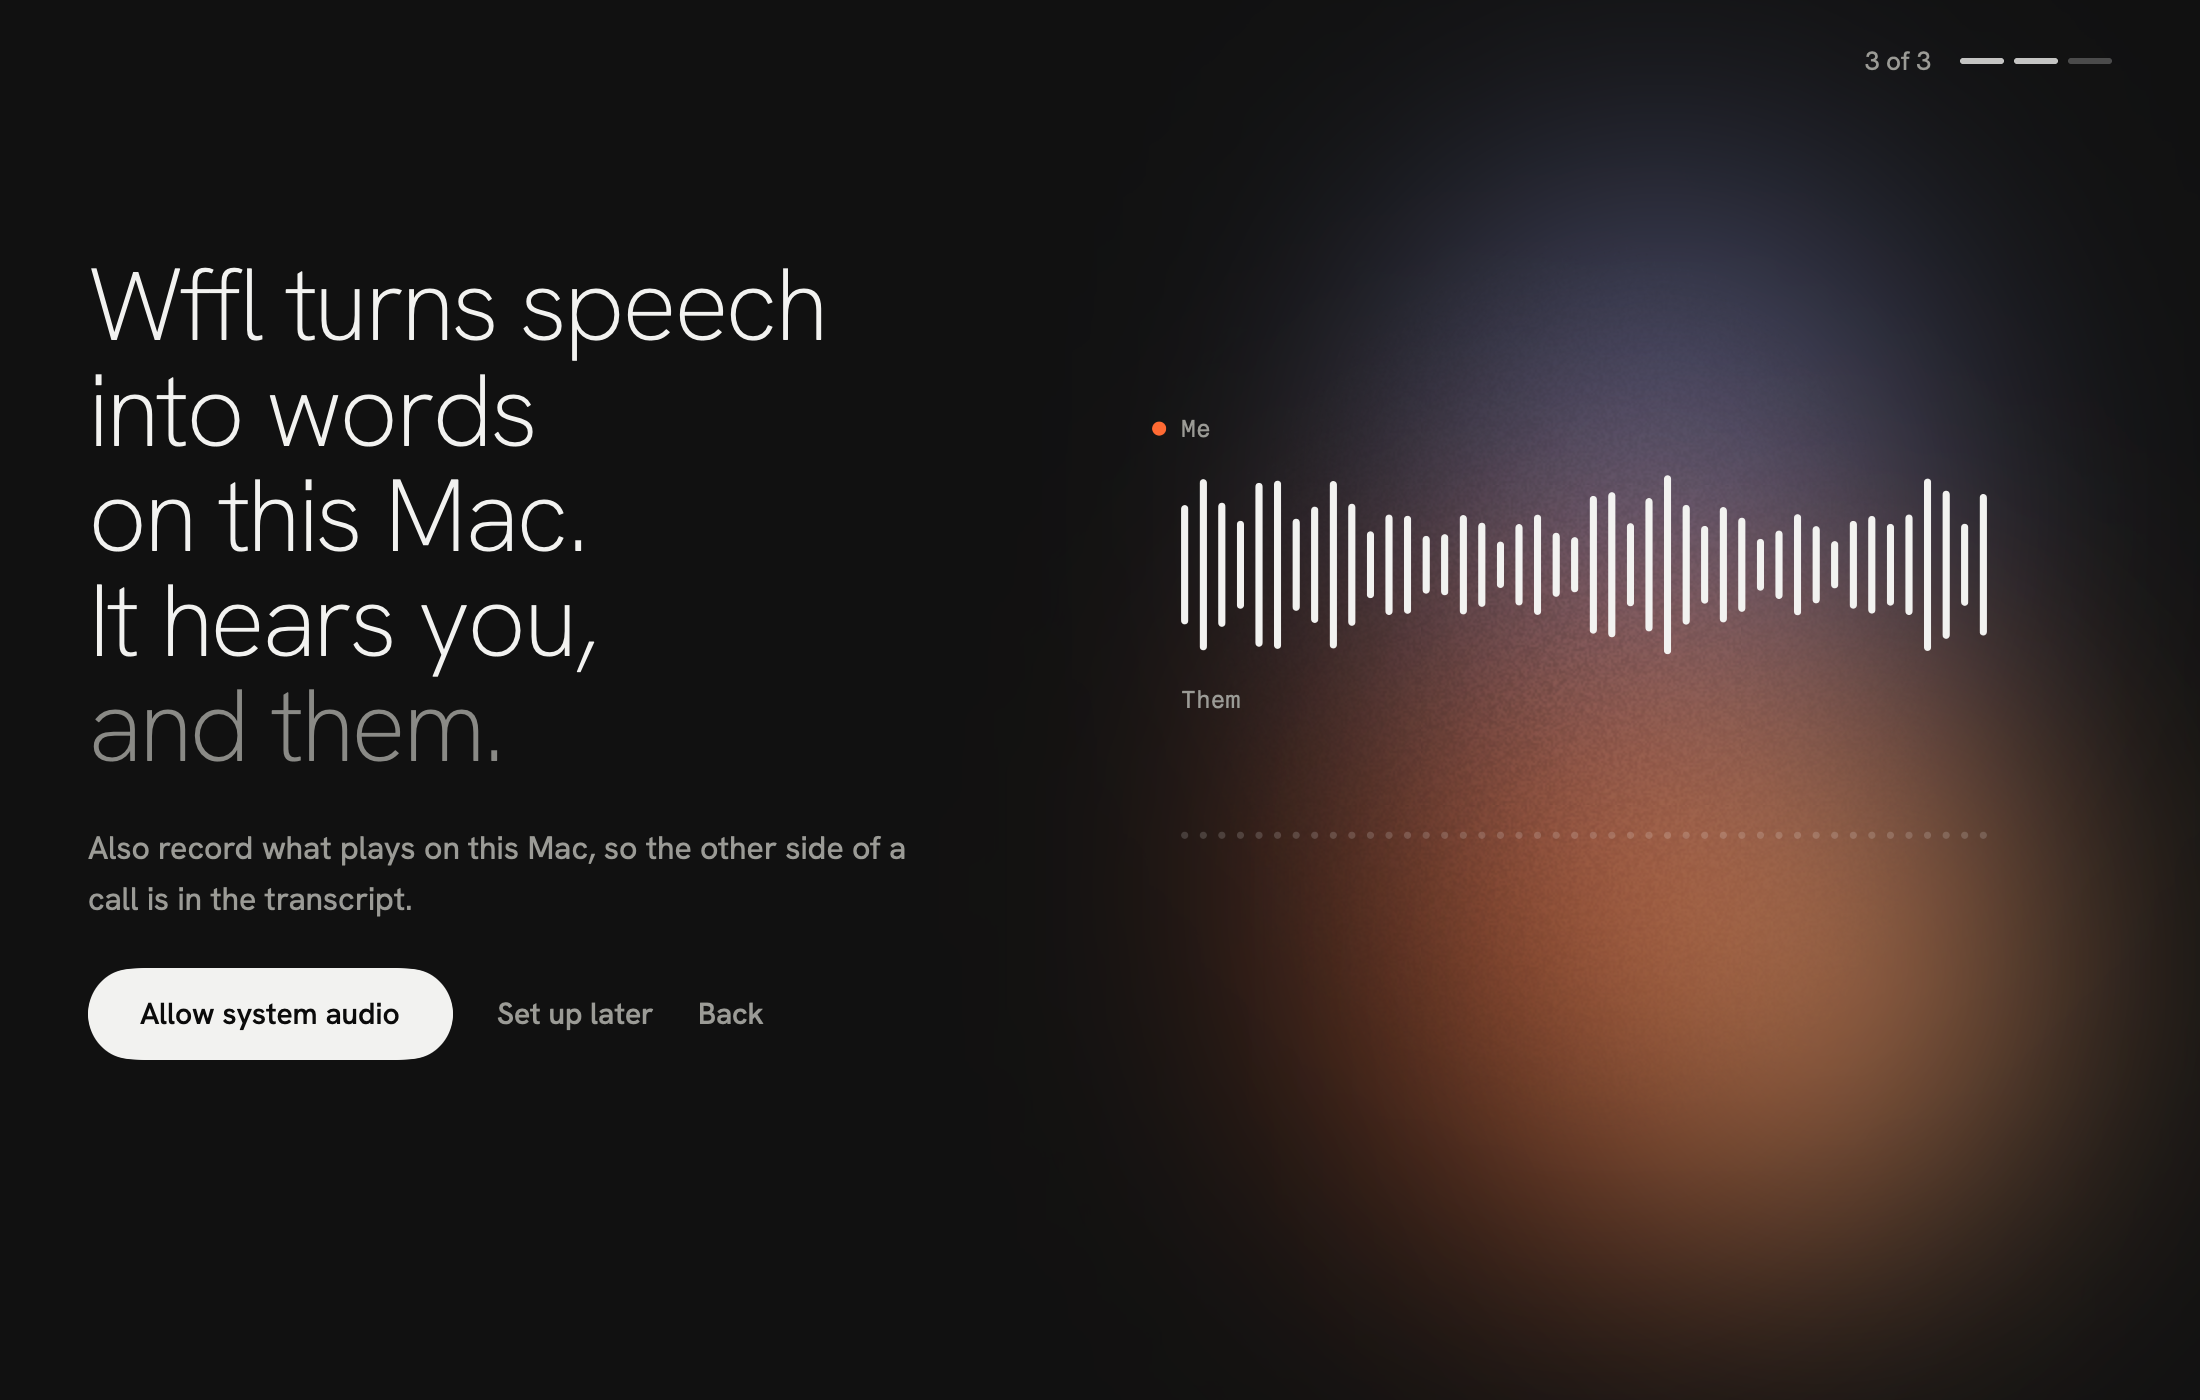 3 of 3
Wffl turns speech
into words
on this Mac.
It hears you,
and them.
Also record what plays on this Mac, so the other side of a
call is in the transcript.
Allow system audio
Set up later
Back
Me
Them